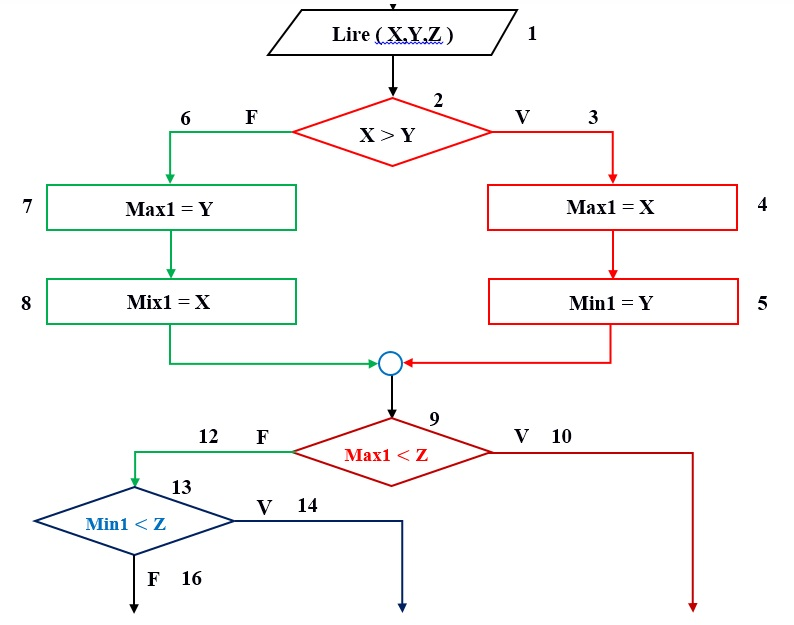 Lire ( X,Y,Z )
1
2
6
F
X > Y
V
3
7
Max1 = Y
Max1 = X
4
8
Mix1 = X
Min1 = Y
5
9
12
F
Max1 < Z
V
10
13
Min1 < Z
V
14
F
16